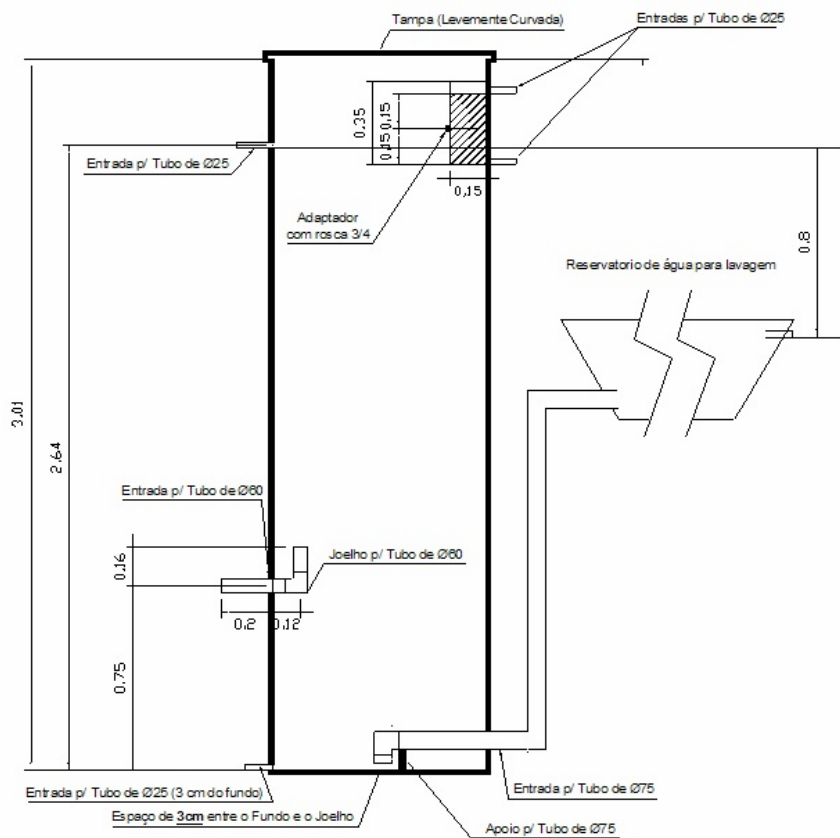 Tampa (Levemente Curvada)
Entradas p/ Tubo de Ø25
0.35
0.15
0.15
Entrada p/ Tubo de Ø25
0.15
Adaptador
com rosca 3/4
0.8
Reservatorio de água para lavagem
3.01
2.64
Entrada p/ Tubo de Ø60
0.16
Joelho p/ Tubo de Ø60
0.2
0.12
0.75
Entrada p/ Tubo de Ø25 (3 cm do fundo)
Entrada p/ Tubo de Ø75
Espaço de 3cm entre o Fundo e o Joelho
Apoio p/ Tubo de Ø75